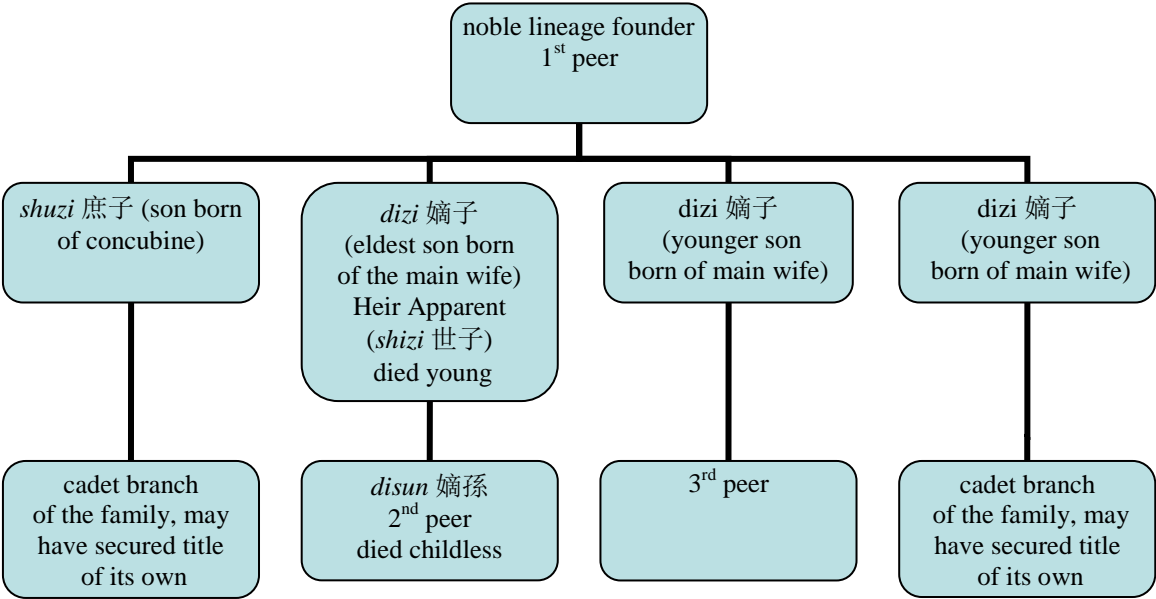 noble lineage founder
1st peer
shuzi 庶子 (son born
of concubine)
dizi 嫡子
(eldest son born
of the main wife)
Heir Apparent
(shizi 世子)
died young
dizi 嫡子
(younger son
born of main wife)
dizi 嫡子
(younger son
born of main wife)
cadet branch
of the family, may
have secured title
of its own
disun 嫡孫
2nd peer
died childless
3rd peer
cadet branch
of the family, may
have secured title
of its own